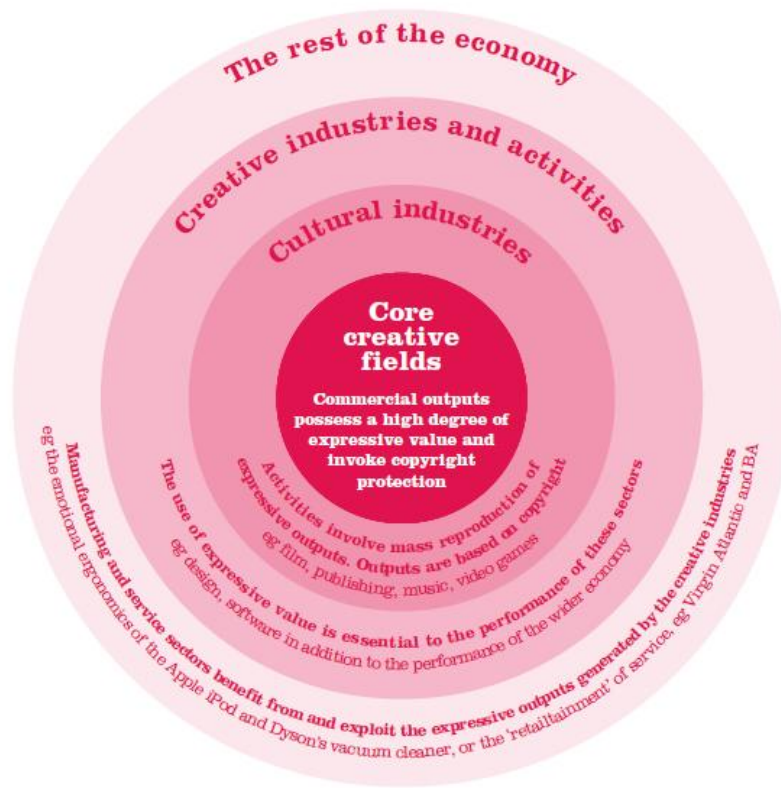 The rest of the economy
Creative industries and activities
Cultural industries
Core
creative
fields
Commercial outputs
possess a high degree of
expressive value and
invoke copyright
protection
Activities involve mass reproduction of
expressive outputs. Outputs are based on copyright
eg film, publishing, music, video games
The use of expressive value is essential to the performance of these sectors
eg design, software in addition to the performance of the wider economy
Manufacturing and service sectors benefit from and exploit the expressive outputs generated by the creative industries
eg the emotional ergonomics of the Apple iPod and Dyson's vacuum cleaner, or the 'retailtainment' of service, eg Virgin Atlantic and BA